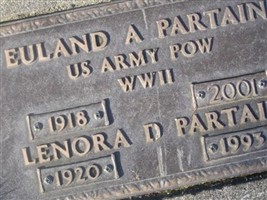 EULAND A PARTAIN
US ARMY POW
WWII
1918 2001
LENORA D PARTAI
1920 1993